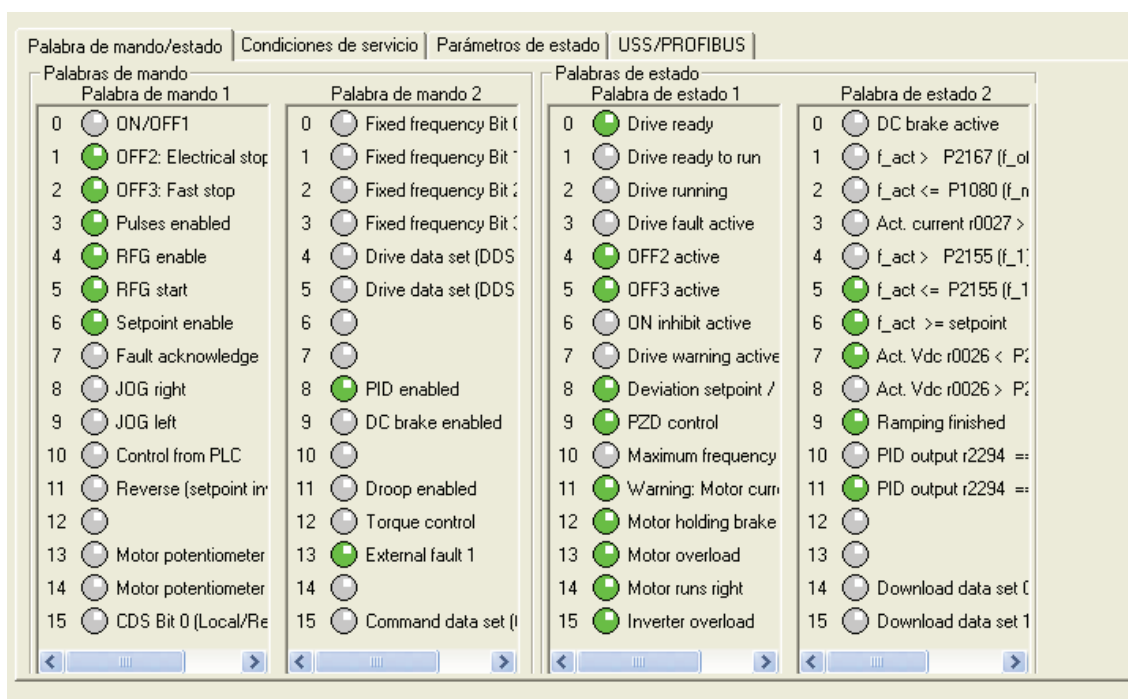 Palabra de mando/estado Condiciones de servicio Parámetros de estado USS/PROFIBUS
Palabras de mando
Palabra de mando 1
0 ON/OFF1
1 OFF2: Electrical stop
2 OFF3: Fast stop
3 Pulses enabled
4 RFG enable
5 RFG start
6 Setpoint enable
7 Fault acknowledge
8 JOG right
9 JOG left
10 Control from PLC
11 Reverse (setpoint in
12
13 Motor potentiometer
14 Motor potentiometer
15 CDS Bit 0 (Local/Re
Palabra de mando 2
0 Fixed frequency Bit
1 Fixed frequency Bit
2 Fixed frequency Bit
3 Fixed frequency Bit
4 Drive data set (DDS
5 Drive data set (DDS
6
7
8 PID enabled
9 DC brake enabled
10
11 Droop enabled
12 Torque control
13 External fault 1
14
15 Command data set (
Palabras de estado
Palabra de estado 1
0 Drive ready
1 Drive ready to run
2 Drive running
3 Drive fault active
4 OFF2 active
5 OFF3 active
6 ON inhibit active
7 Drive warning active
8 Deviation setpoint /
9 PZD control
10 Maximum frequency
11 Warning: Motor curr
12 Motor holding brake
13 Motor overload
14 Motor runs right
15 Inverter overload
Palabra de estado 2
0 DC brake active
1 f_act > P2167 (f_o
2 f_act <= P1080 (f_
3 Act. current r0027 >
4 f_act > P2155 (f_1)
5 f_act <= P2155 (f_1
6 f_act >= setpoint
7 Act. Vdc r0026 < P
8 Act. Vdc r0026 > P
9 Ramping finished
10 PID output r2294 ==
11 PID output r2294 ==
12
13
14 Download data set 0
15 Download data set 1